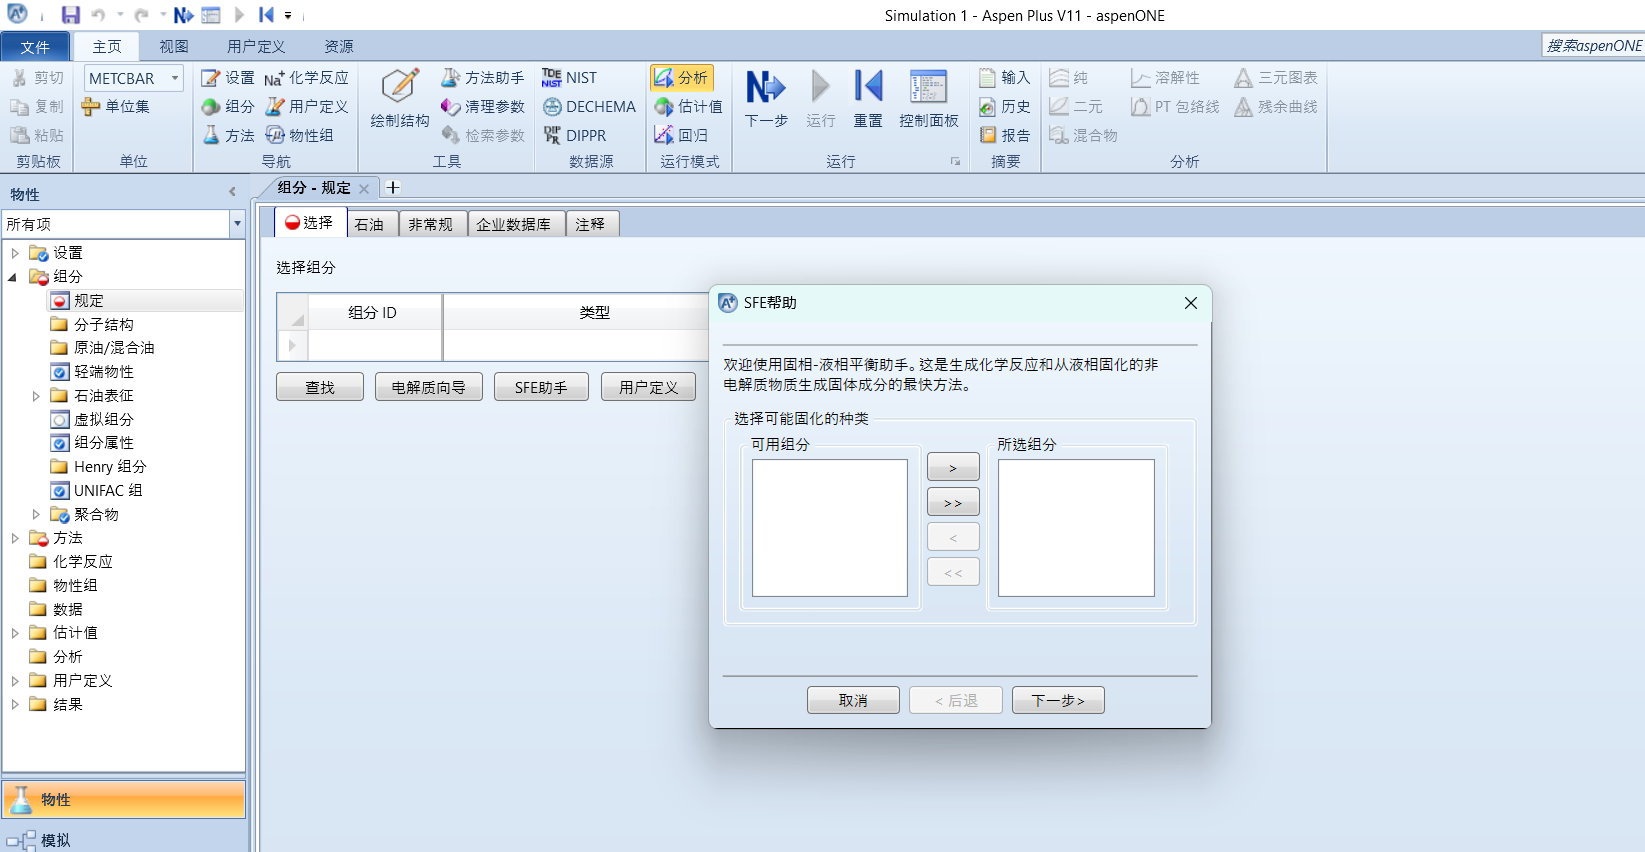 Simulation 1 - Aspen Plus V11 - aspenONE
文件 主页 视图 用户定义 资源 搜索aspenONE
剪切 METCBAR 设置 Na+ 化学反应 方法助手 TDE NIST NIST 分析 输入 纯 溶解性 三元图表
复制 单位集 组分 用户定义 绘制结构 清理参数 DECHEMA 估计值 下一步 运行 重置 控制面板 历史 二元 PT 包络线 残余曲线
粘贴 方法 物性组 检索参数 DIP PR DIPPR 回归 报告 混合物
剪贴板 单位 导航 工具 数据源 运行模式 运行 摘要 分析
物性
所有项
设置
组分
规定
分子结构
原油/混合油
轻端物性
石油表征
虚拟组分
组分属性
Henry 组分
UNIFAC 组
聚合物
方法
化学反应
物性组
数据
估计值
分析
用户定义
结果
物性
模拟
组分 - 规定
选择 石油 非常规 企业数据库 注释
选择组分
组分 ID 类型
查找 电解质向导 SFE助手 用户定义
SFE帮助
欢迎使用固相-液相平衡助手。这是生成化学反应和从液相固化的非
电解质物质生成固体成分的最快方法。
选择可能固化的种类
可用组分 所选组分
>
>>
<
<<
取消 < 后退 下一步>